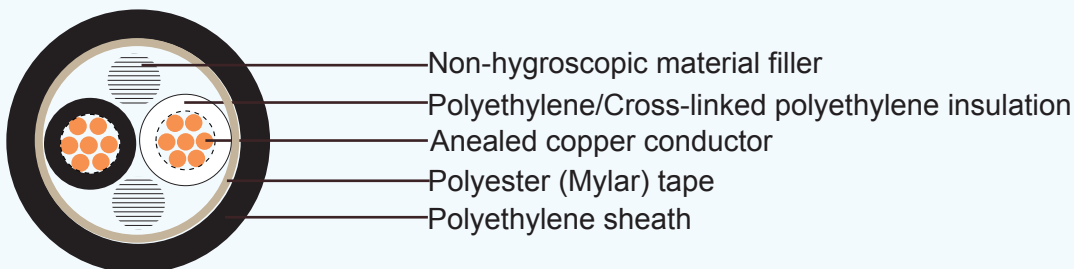 Non-hygroscopic material filler
Polyethylene/Cross-linked polyethylene insulation
Anealed copper conductor
Polyester (Mylar) tape
Polyethylene sheath